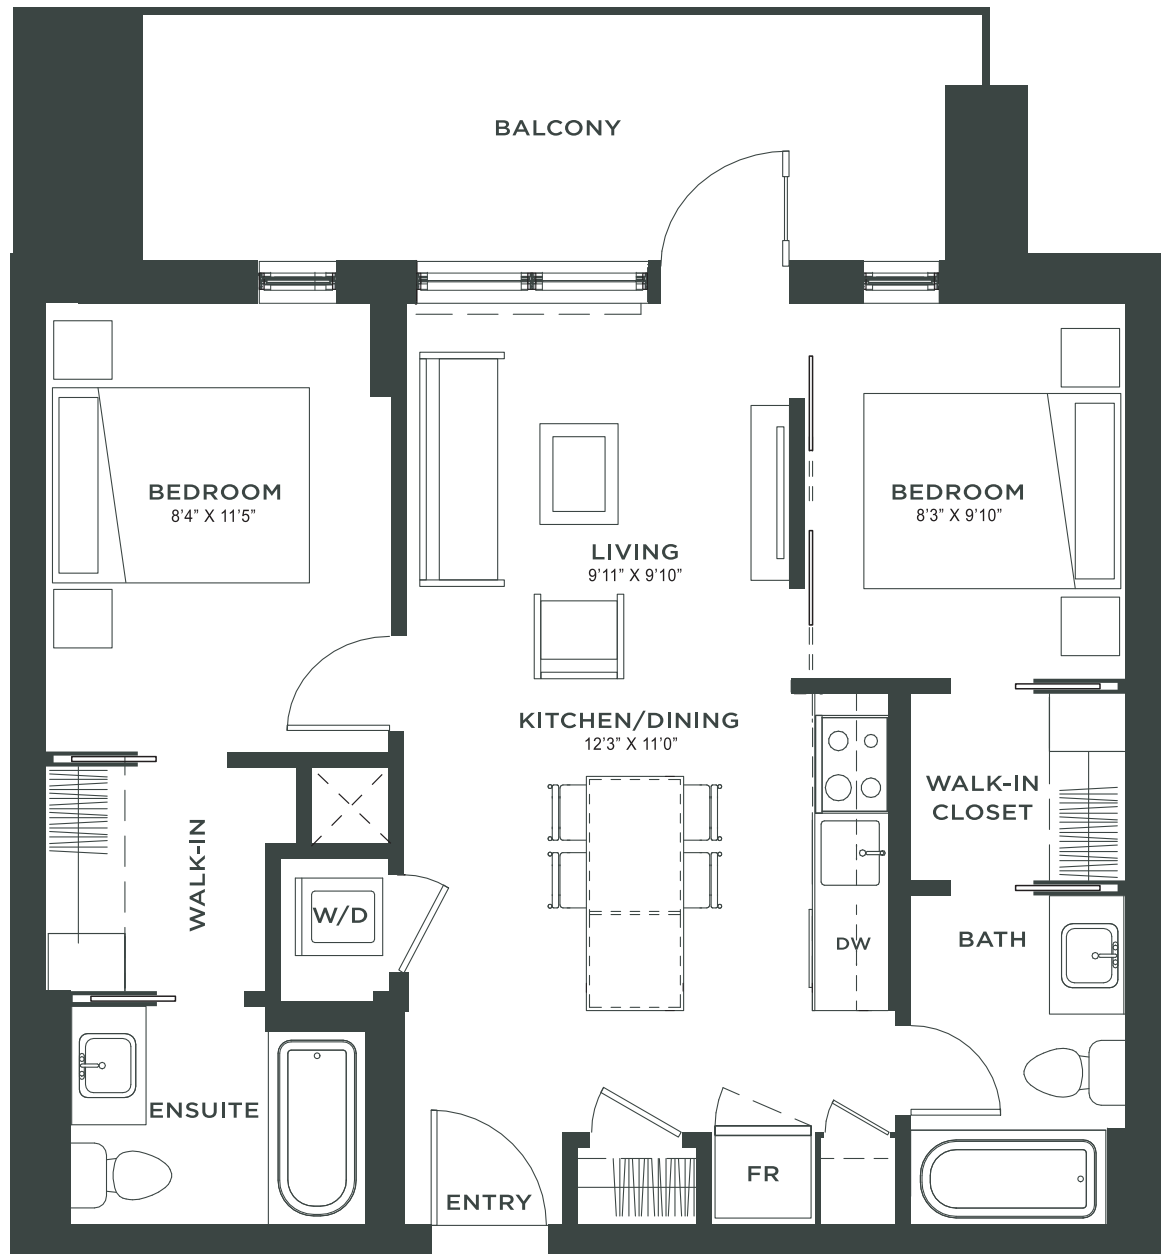 BALCONY
BEDROOM
8’4” X 11’5”
BEDROOM
8’3” X 9’10”
LIVING
9’11” X 9’10”
KITCHEN/DINING
12’3” X 11’0”
WALK-IN
CLOSET
WALK-IN
W/D
DW
BATH
ENSUITE
FR
ENTRY